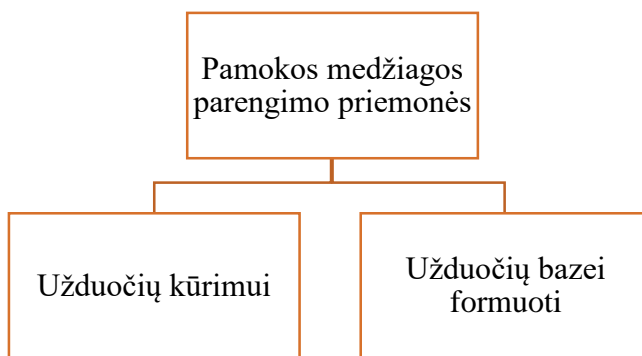 Pamokos medžiagos
parengimo priemonės
Užduočių kūrimui
Užduočių bazei
formuoti